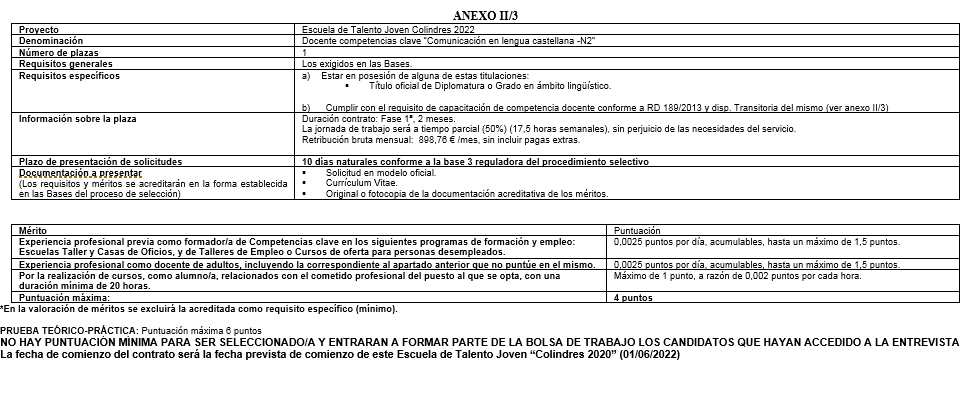 ANEXO II/3
Proyecto Escuela de Talento Joven Colindres 2022
Denominación Docente competencias clave "Comunicación en lengua castellana -N2"
Número de plazas 1
Requisitos generales Los exigidos en las Bases.
Requisitos específicos a) Estar en posesión de alguna de estas titulaciones:
▪ Título oficial de Diplomatura o Grado en ámbito lingüístico.
b) Cumplir con el requisito de capacitación de competencia docente conforme a RD 189/2013 y disp. Transitoria del mismo (ver anexo II/3)
Información sobre la plaza Duración contrato: Fase 1ª, 2 meses.
La jornada de trabajo será a tiempo parcial (50%) (17,5 horas semanales), sin perjuicio de las necesidades del servicio.
Retribución bruta mensual: 898,76 € /mes, sin incluir pagas extras.
Plazo de presentación de solicitudes 10 días naturales conforme a la base 3 reguladora del procedimiento selectivo
Documentación a presentar
(Los requisitos y méritos se acreditarán en la forma establecida
en las Bases del proceso de selección)
▪ Solicitud en modelo oficial.
▪ Currículum Vitae.
▪ Original o fotocopia de la documentación acreditativa de los méritos.
Mérito Puntuación
Experiencia profesional previa como formador/a de Competencias clave en los siguientes programas de formación y empleo: 0,0025 puntos por día, acumulables, hasta un máximo de 1,5 puntos.
Escuelas Taller y Casas de Oficios, y de Talleres de Empleo o Cursos de oferta para personas desempleados.
Experiencia profesional como docente de adultos, incluyendo la correspondiente al apartado anterior que no puntúe en el mismo. 0,0025 puntos por día, acumulables, hasta un máximo de 1,5 puntos.
Por la realización de cursos, como alumno/a, relacionados con el cometido profesional del puesto al que se opta, con una Máximo de 1 punto, a razón de 0,002 puntos por cada hora.
duración mínima de 20 horas.
Puntuación máxima: 4 puntos
*En la valoración de méritos se excluirá la acreditada como requisito específico (mínimo).
PRUEBA TEÓRICO-PRÁCTICA: Puntuación máxima 6 puntos
NO HAY PUNTUACIÓN MÍNIMA PARA SER SELECCIONADO/A Y ENTRARAN A FORMAR PARTE DE LA BOLSA DE TRABAJO LOS CANDIDATOS QUE HAYAN ACCEDIDO A LA ENTREVISTA
La fecha de comienzo del contrato será la fecha prevista de comienzo de este Escuela de Talento Joven "Colindres 2020" (01/06/2022)